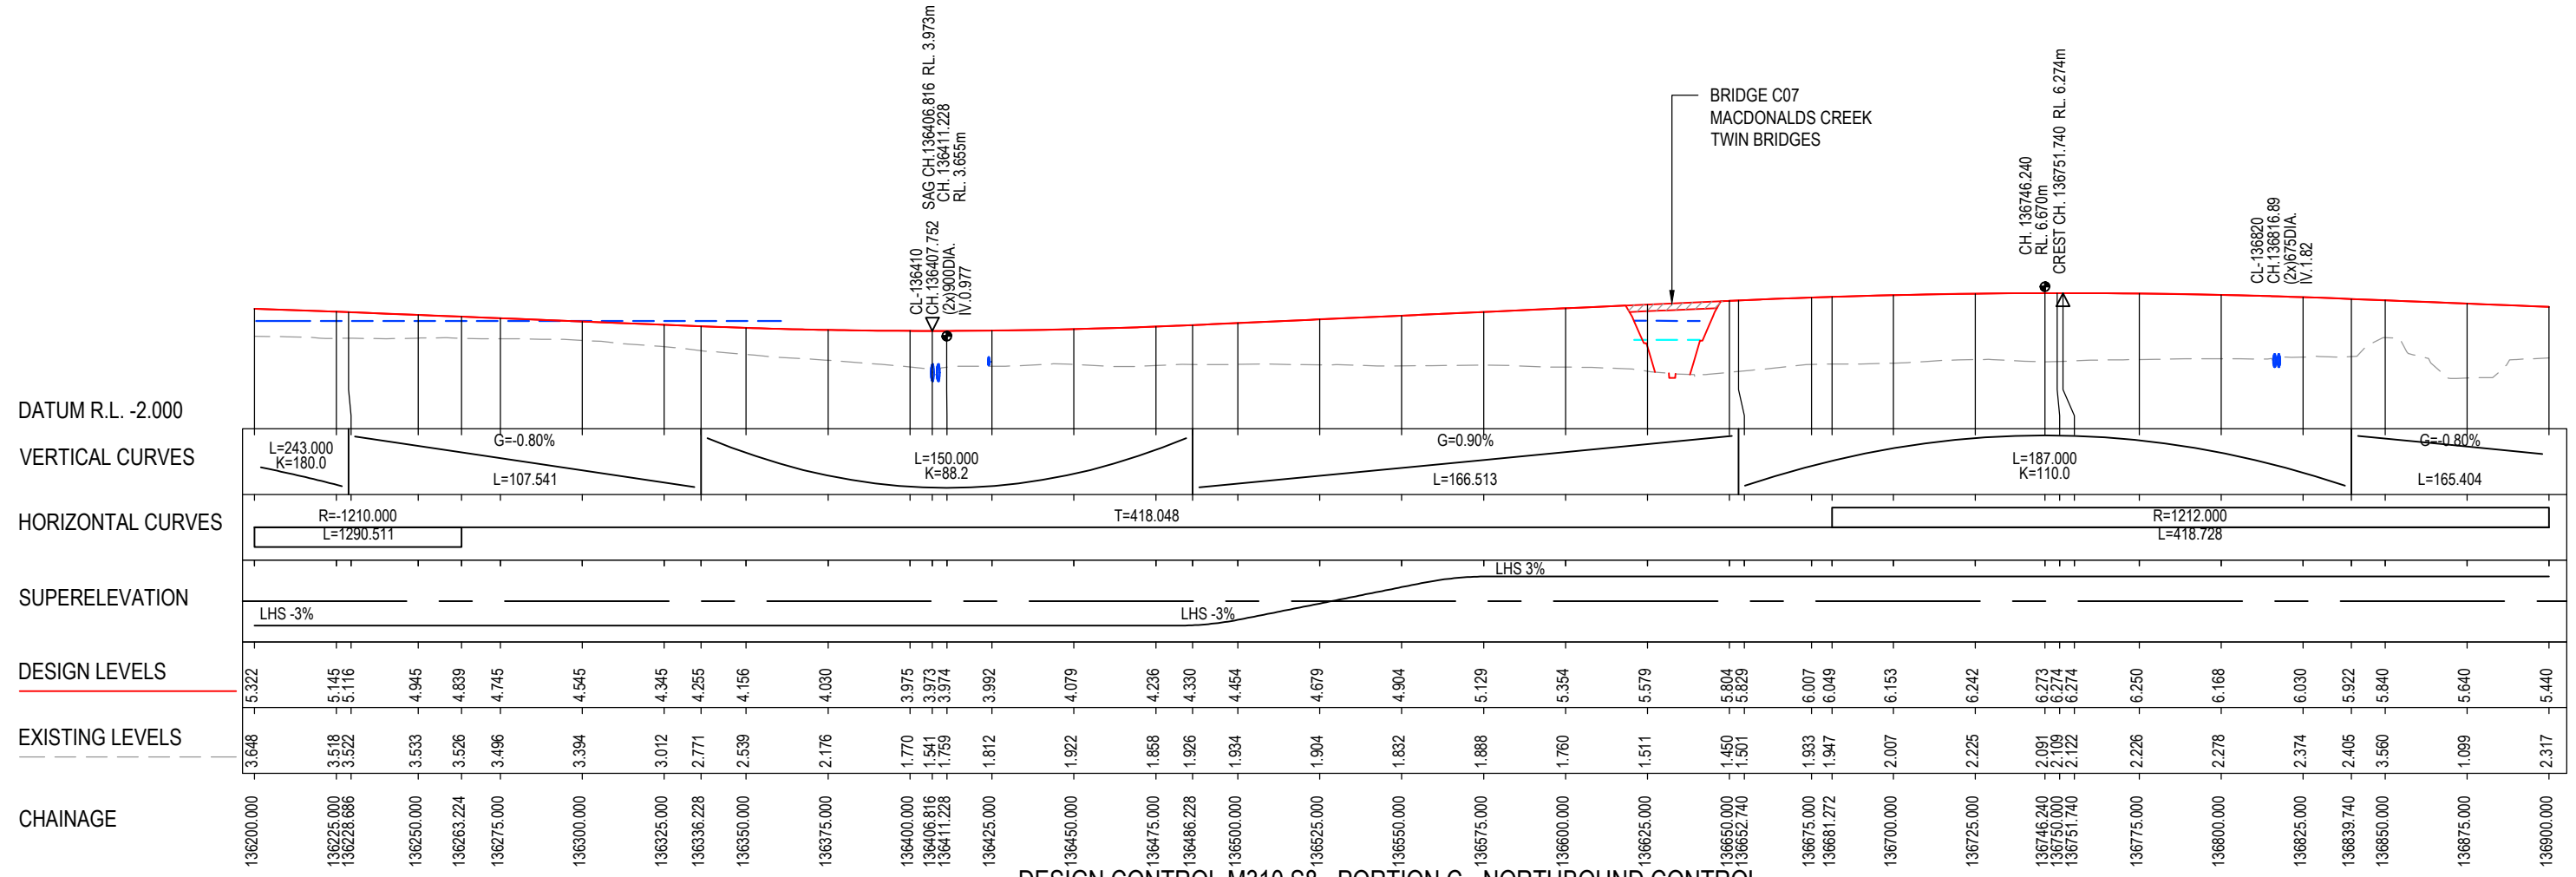 SAG CH.136406.816 RL. 3.973m
CH. 136411.228
RL. 3.655m
CL-136410
CH.136407.752
(2x)900DIA.
IV.0.977
BRIDGE C07
MACDONALDS CREEK
TWIN BRIDGES
CH. 136746.240
RL. 6.670m
CREST CH. 136751.740 RL. 6.274m
CL-136820
CH.136816.89
(2x)675DIA.
IV.1.82
DATUM R.L. -2.000
VERTICAL CURVES
L=243.000
K=180.0
G=-0.80%
L=107.541
L=150.000
K=88.2
G=0.90%
L=166.513
L=187.000
K=110.0
G=-0.80%
L=165.404
HORIZONTAL CURVES
R=-1210.000
L=1290.511
T=418.048
R=1212.000
L=418.728
SUPERELEVATION
LHS -3%
LHS -3%
LHS 3%
DESIGN LEVELS
5.322 5.145 5.116 4.945 4.839 4.745 4.545 4.345 4.255 4.156 4.030 3.975 3.973 3.974 3.992 4.079 4.236 4.330 4.454 4.679 4.904 5.129 5.354 5.579 5.804 5.829 6.007 6.049 6.153 6.242 6.273 6.274 6.274 6.250 6.168 6.030 5.922 5.840 5.640 5.440
EXISTING LEVELS
3.648 3.518 3.522 3.533 3.526 3.496 3.394 3.012 2.771 2.539 2.176 1.770 1.541 1.759 1.812 1.922 1.858 1.926 1.934 1.904 1.832 1.888 1.760 1.511 1.450 1.501 1.933 1.947 2.007 2.225 2.091 2.109 2.122 2.226 2.278 2.374 2.405 3.560 1.099 2.317
CHAINAGE
136200.000 136225.000 136228.686 136250.000 136263.224 136275.000 136300.000 136325.000 136336.228 136350.000 136375.000 136400.000 136406.816 136411.228 136425.000 136450.000 136475.000 136486.228 136500.000 136525.000 136550.000 136575.000 136600.000 136625.000 136650.000 136652.740 136675.000 136681.272 136700.000 136725.000 136746.240 136750.000 136751.740 136775.000 136800.000 136825.000 136839.740 136850.000 136875.000 136900.000
DESIGN CONTROL M310 S8 - PORTION C - NORTHBOUND CONTROL